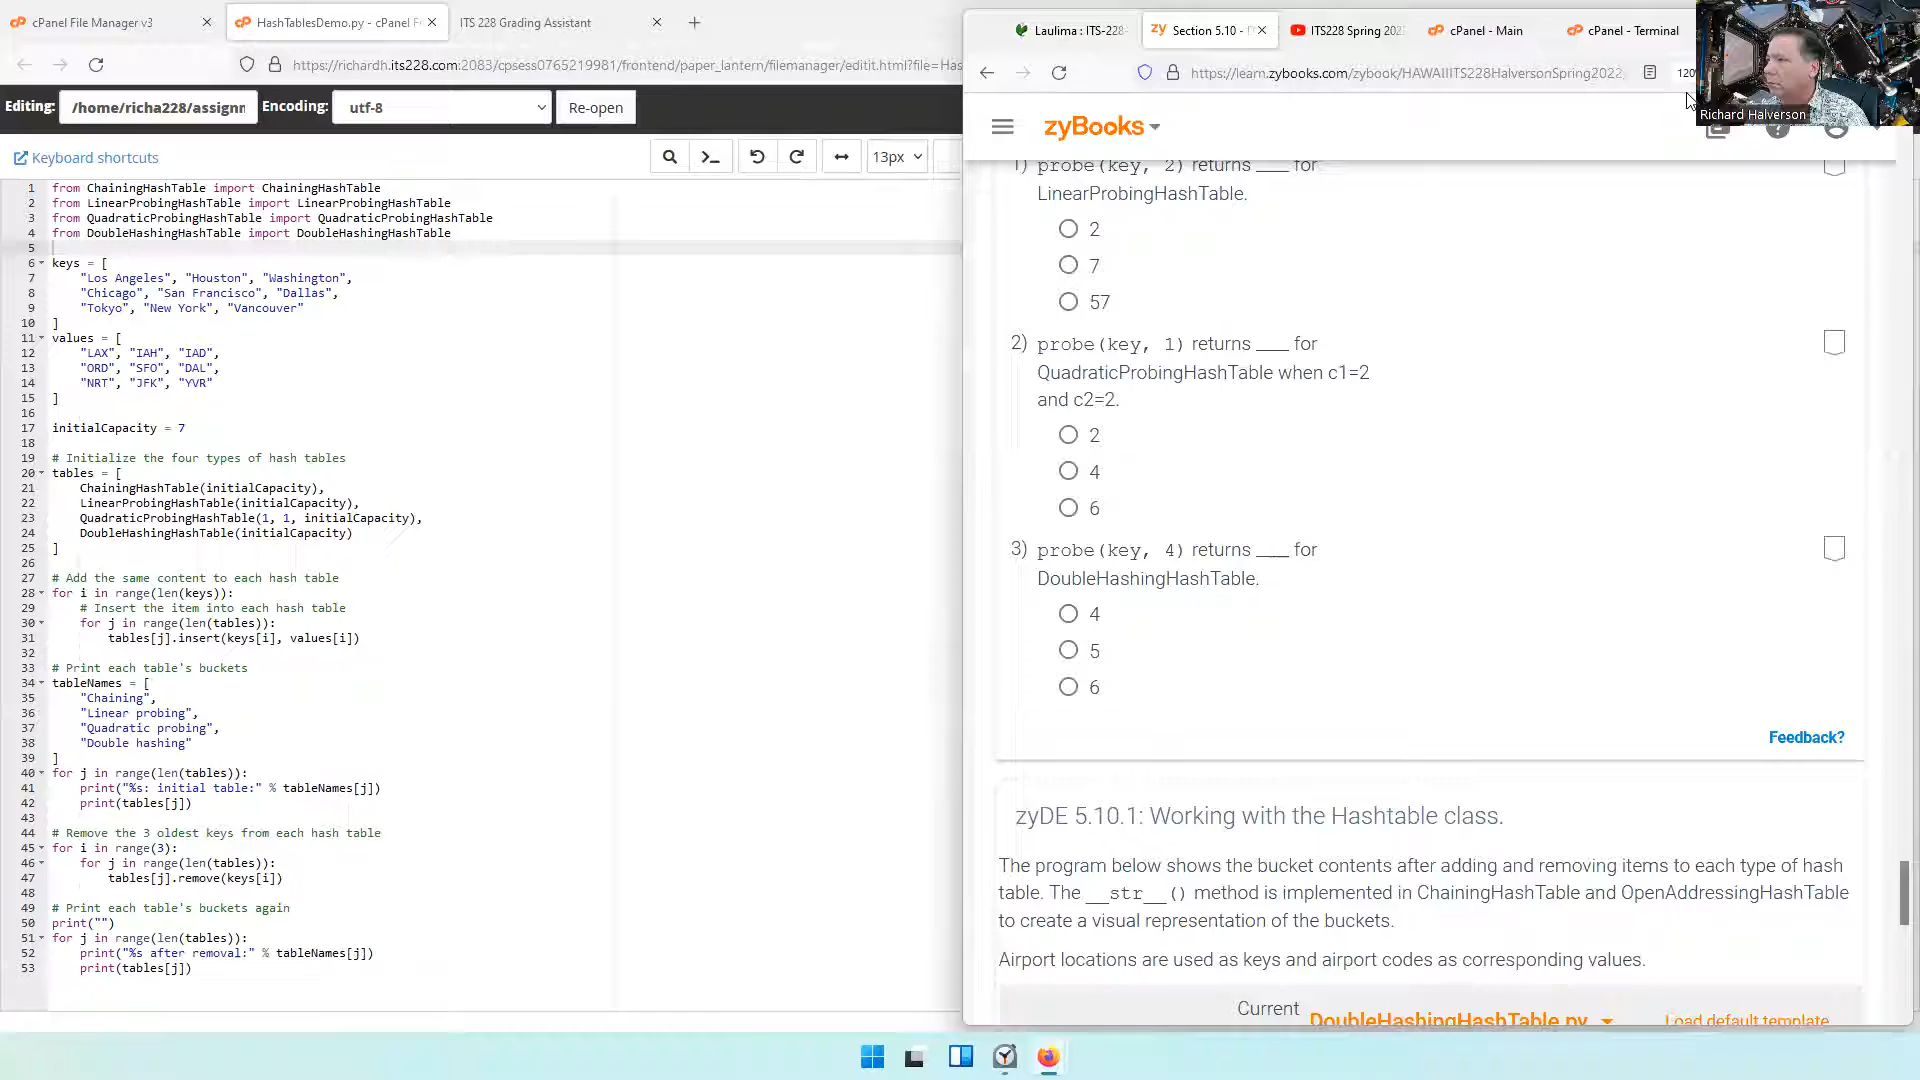 cPanel File Manager v3
HashTablesDemo.py - cPanel F
ITS 228 Grading Assistant
https://richardh.its228.com:2083/cpsess0765219981/frontend/paper_lantern/filemanager/editit.html?file=Has
Editing:
/home/richa228/assignm
Encoding:
utf-8
Re-open
Keyboard shortcuts
13px
1 from ChainingHashTable import ChainingHashTable
2 from LinearProbingHashTable import LinearProbingHashTable
3 from QuadraticProbingHashTable import QuadraticProbingHashTable
4 from DoubleHashingHashTable import DoubleHashingHashTable
5
6 keys = [
7 "Los Angeles", "Houston", "Washington",
8 "Chicago", "San Francisco", "Dallas",
9 "Tokyo", "New York", "Vancouver"
10 ]
11 values = [
12 "LAX", "IAH", "IAD",
13 "ORD", "SFO", "DAL",
14 "NRT", "JFK", "YVR"
15 ]
16
17 initialCapacity = 7
18
19 # Initialize the four types of hash tables
20 tables = [
21 ChainingHashTable(initialCapacity),
22 LinearProbingHashTable(initialCapacity),
23 QuadraticProbingHashTable(1, 1, initialCapacity),
24 DoubleHashingHashTable(initialCapacity)
25 ]
26
27 # Add the same content to each hash table
28 for i in range(len(keys)):
29 # Insert the item into each hash table
30 for j in range(len(tables)):
31 tables[j].insert(keys[i], values[i])
32
33 # Print each table's buckets
34 tableNames = [
35 "Chaining",
36 "Linear probing",
37 "Quadratic probing",
38 "Double hashing"
39 ]
40 for j in range(len(tables)):
41 print("%s: initial table:" % tableNames[j])
42 print(tables[j])
43
44 # Remove the 3 oldest keys from each hash table
45 for i in range(3):
46 for j in range(len(tables)):
47 tables[j].remove(keys[i])
48
49 # Print each table's buckets again
50 print("")
51 for j in range(len(tables)):
52 print("%s after removal:" % tableNames[j])
53 print(tables[j])
Laulima : ITS-228-
Section 5.10 -
ITS228 Spring 202
cPanel - Main
cPanel - Terminal
https://learn.zybooks.com/zybook/HAWAIIITS228HalversonSpring2022
120
Richard Halverson
zyBooks
1) probe(key, 2) returns ___ for
LinearProbingHashTable.
2
7
57
2) probe(key, 1) returns ___ for
QuadraticProbingHashTable when c1=2
and c2=2.
2
4
6
3) probe(key, 4) returns ___ for
DoubleHashingHashTable.
4
5
6
Feedback?
zyDE 5.10.1: Working with the Hashtable class.
The program below shows the bucket contents after adding and removing items to each type of hash
table. The __str__() method is implemented in ChainingHashTable and OpenAddressingHashTable
to create a visual representation of the buckets.
Airport locations are used as keys and airport codes as corresponding values.
Current
DoubleHashingHashTable.py
Load default template